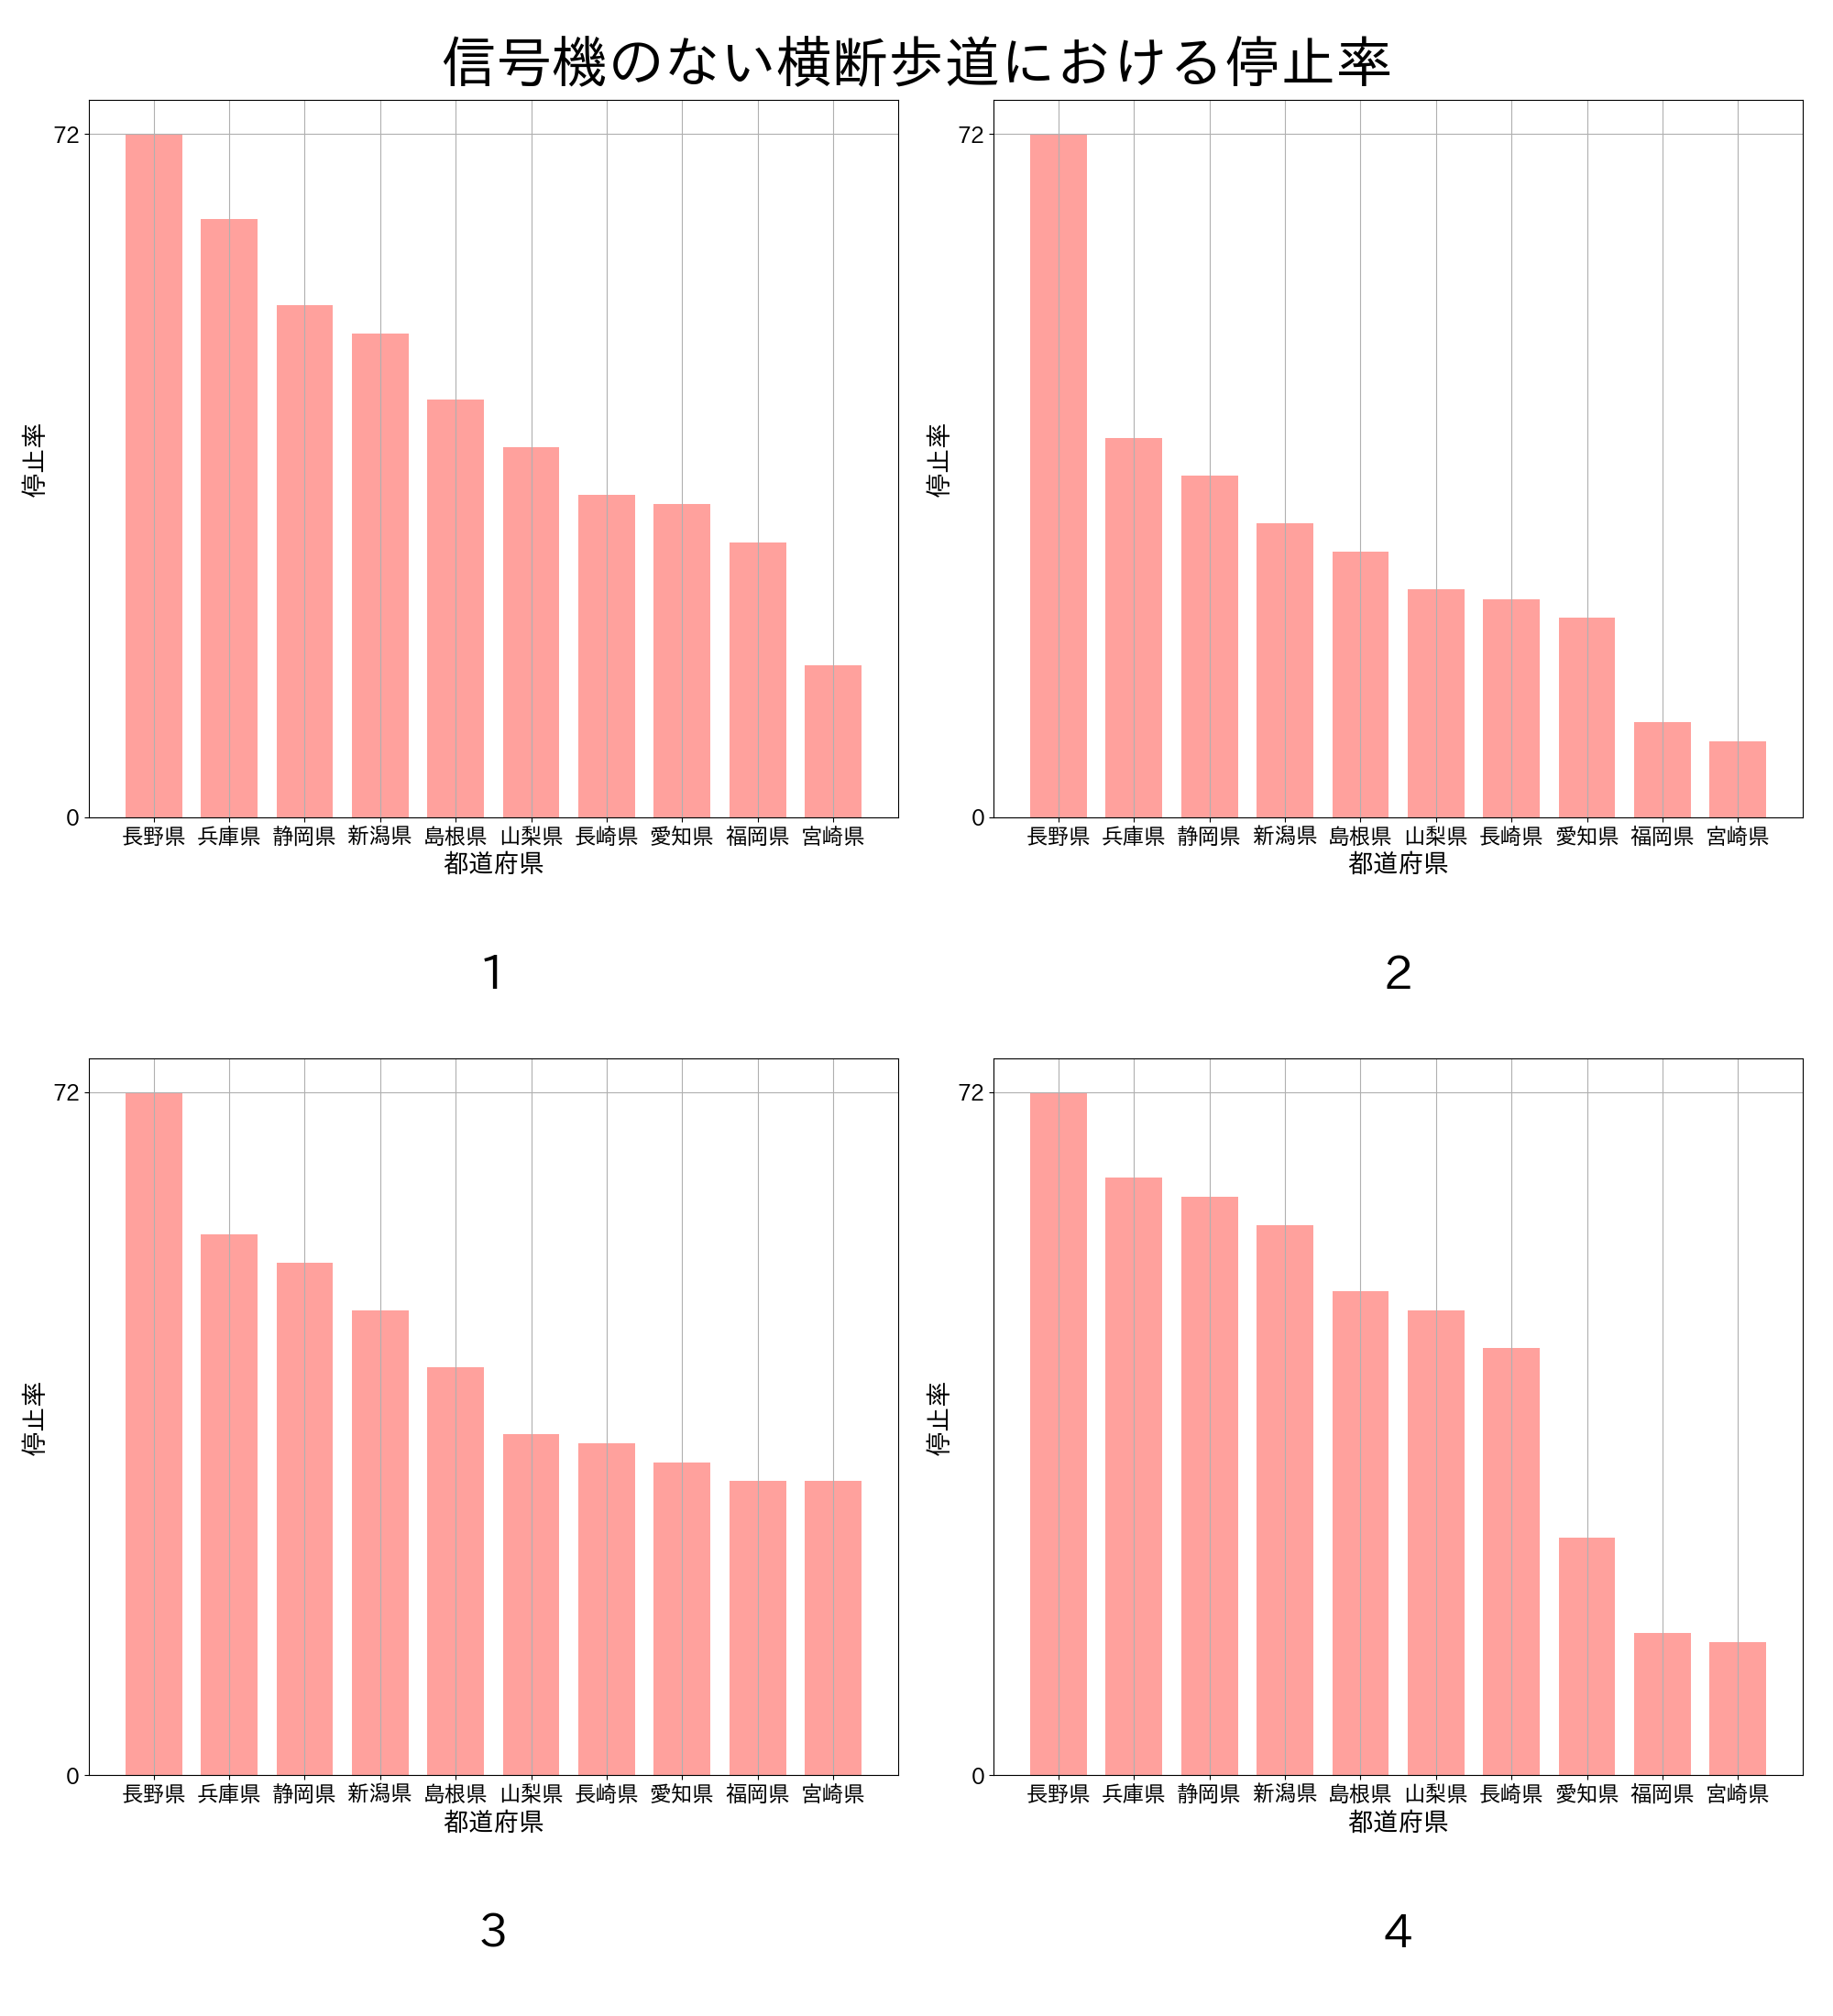 信号機のない横断歩道における停止率
72
0
停止率
長野県 兵庫県 静岡県 新潟県 島根県 山梨県 長崎県 愛知県 福岡県 宮崎県
都道府県
1
72
0
停止率
長野県 兵庫県 静岡県 新潟県 島根県 山梨県 長崎県 愛知県 福岡県 宮崎県
都道府県
2
72
0
停止率
長野県 兵庫県 静岡県 新潟県 島根県 山梨県 長崎県 愛知県 福岡県 宮崎県
都道府県
3
72
0
停止率
長野県 兵庫県 静岡県 新潟県 島根県 山梨県 長崎県 愛知県 福岡県 宮崎県
都道府県
4